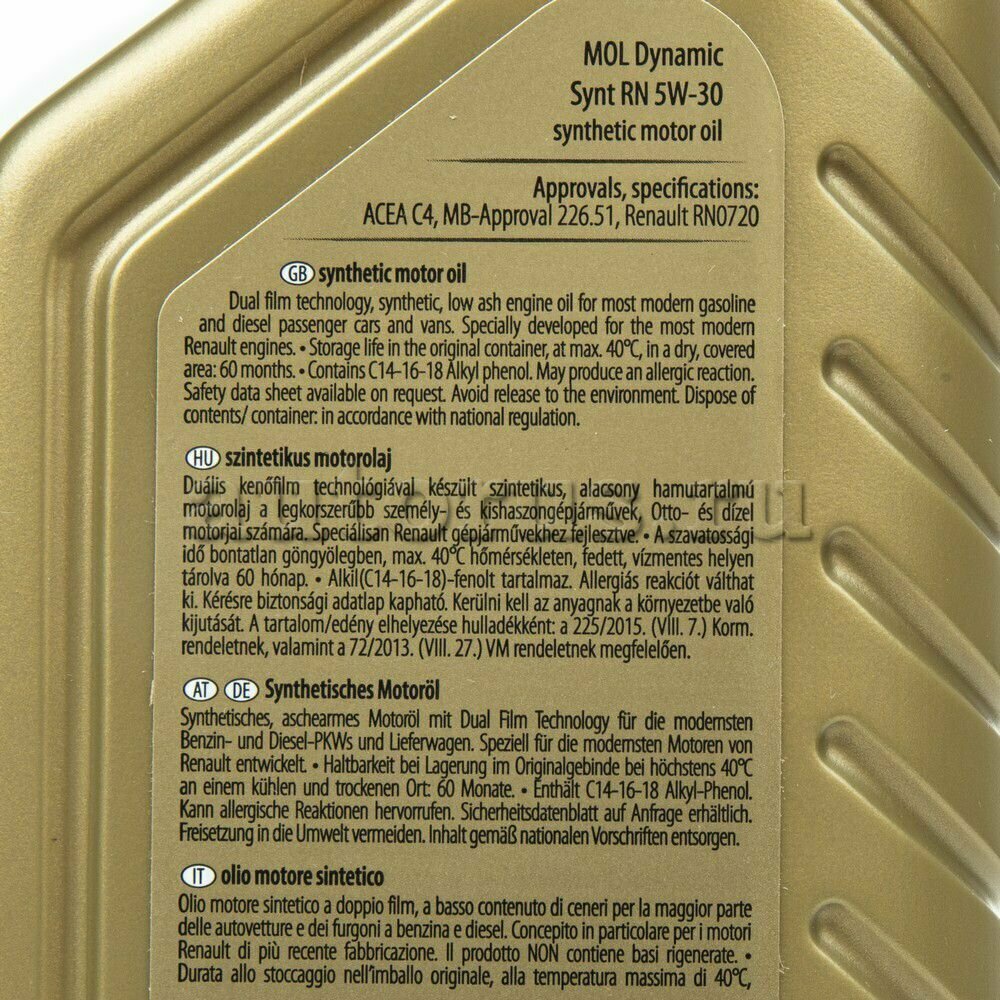 MOL Dynamic
Synt RN 5W-30
synthetic motor oil
Approvals, specifications:
ACEA C4, MB-Approval 226.51, Renault RN0720
GB synthetic motor oil
Dual film technology, synthetic, low ash engine oil for most modern gasoline
and diesel passenger cars and vans. Specially developed for the most modern
Renault engines. • Storage life in the original container, at max. 40°C, in a dry, covered
area: 60 months. • Contains C14-16-18 Alkyl phenol. May produce an allergic reaction.
Safety data sheet available on request. Avoid release to the environment. Dispose of
contents/ container: in accordance with national regulation.
HU szintetikus motorolaj
Duális kenőfilm technológiával készült szintetikus, alacsony hamutartalmú
motorolaj a legkorszerűbb személy- és kishaszongépjárművek, Otto- és dízel
motorjai számára. Speciálisan Renault gépjárművekhez fejlesztve. • A szavatossági
idő bontatlan göngyölegben, max. 40°C hőmérsékleten, fedett, vízmentes helyen
tárolva 60 hónap. • Alkil(C14-16-18)-fenolt tartalmaz. Allergiás reakciót válthat
ki. Kérésre biztonsági adatlap kapható. Kerülni kell az anyagnak a környezetbe való
kijutását. A tartalom/edény elhelyezése hulladékként: a 225/2015. (VIII. 7.) Korm.
rendeletnek, valamint a 72/2013. (VIII. 27.) VM rendeletnek megfelelően.
AT DE Synthetisches Motoröl
Synthetisches, aschearmes Motoröl mit Dual Film Technology für die modernsten
Benzin- und Diesel-PKWs und Lieferwagen. Speziell für die modernsten Motoren von
Renault entwickelt. • Haltbarkeit bei Lagerung im Originalgebinde bei höchstens 40°C
an einem kühlen und trockenen Ort: 60 Monate. • Enthält C14-16-18 Alkyl-Phenol.
Kann allergische Reaktionen hervorrufen. Sicherheitsdatenblatt auf Anfrage erhältlich.
Freisetzung in die Umwelt vermeiden. Inhalt gemäß nationalen Vorschriften entsorgen.
IT olio motore sintetico
Olio motore sintetico a doppio film, a basso contenuto di ceneri per la maggior parte
delle autovetture e dei furgoni a benzina e diesel. Concepito in particolare per i motori
Renault di più recente fabbricazione. Il prodotto NON contiene basi rigenerate. •
Durata allo stoccaggio nell'imballo originale, alla temperatura massima di 40°C,